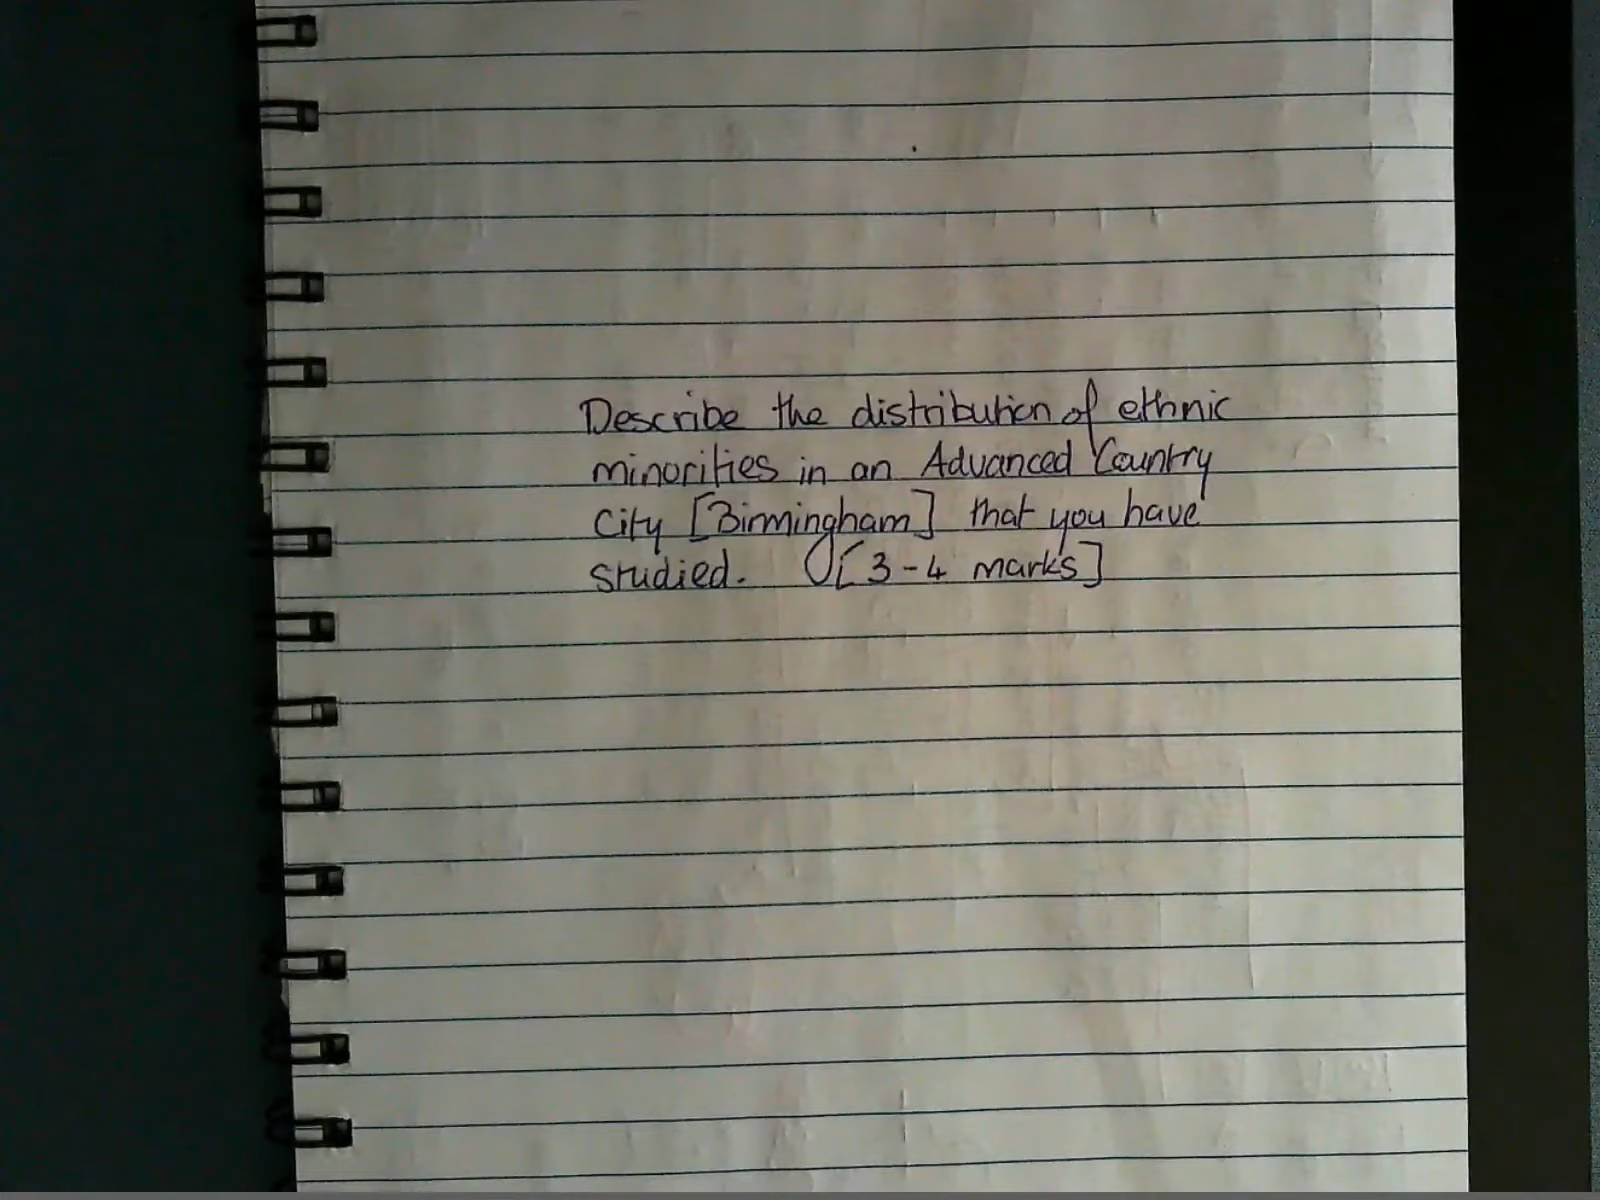 Describe the distribution of ethnic
minorities in an Advanced Country
City [Birmingham] that you have
studied. [3-4 marks]